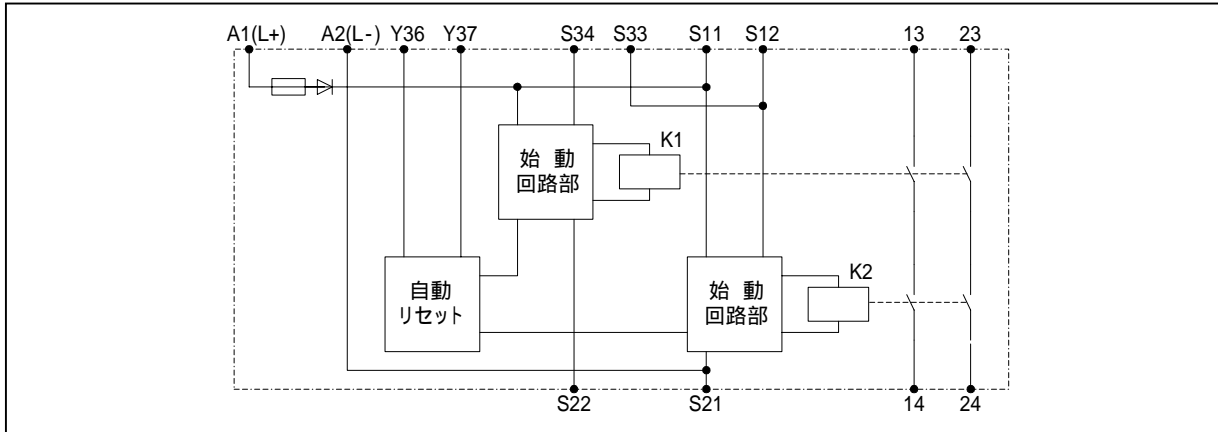 A1(L+) A2(L-) Y36 Y37 S34 S33 S11 S12 13 23
K1
始 動
回路部
K2
自動
リセット
始 動
回路部
S22 S21 14 24